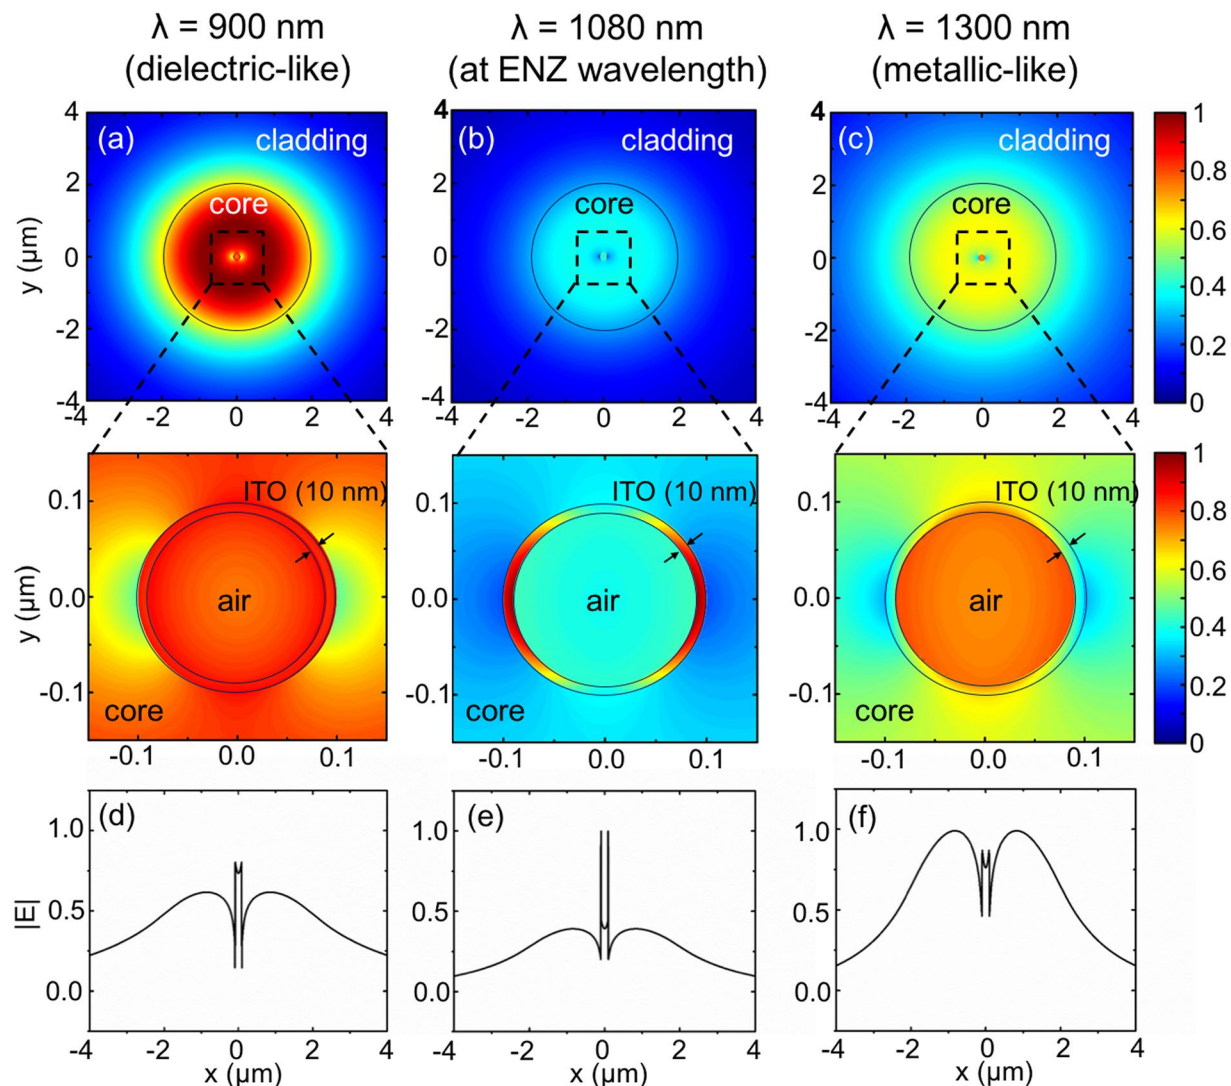 λ = 900 nm
(dielectric-like)
λ = 1080 nm
(at ENZ wavelength)
λ = 1300 nm
(metallic-like)
y (μm)
4
2
0
-2
-4
(a)
cladding
core
-4
-2
0
2
4
4
2
0
-2
-4
(b)
cladding
core
-4
-2
0
2
4
4
2
0
-2
-4
(c)
cladding
core
-4
-2
0
2
4
1
0.8
0.6
0.4
0.2
0
y (μm)
0.1
0.0
-0.1
ITO (10 nm)
air
core
-0.1
0.0
0.1
0.1
0.0
-0.1
ITO (10 nm)
air
core
-0.1
0.0
0.1
0.1
0.0
-0.1
ITO (10 nm)
air
core
-0.1
0.0
0.1
1
0.8
0.6
0.4
0.2
0
|E|
1.0
0.5
0.0
(d)
-4
-2
0
2
4
x (μm)
1.0
0.5
0.0
(e)
-4
-2
0
2
4
x (μm)
1.0
0.5
0.0
(f)
-4
-2
0
2
4
x (μm)